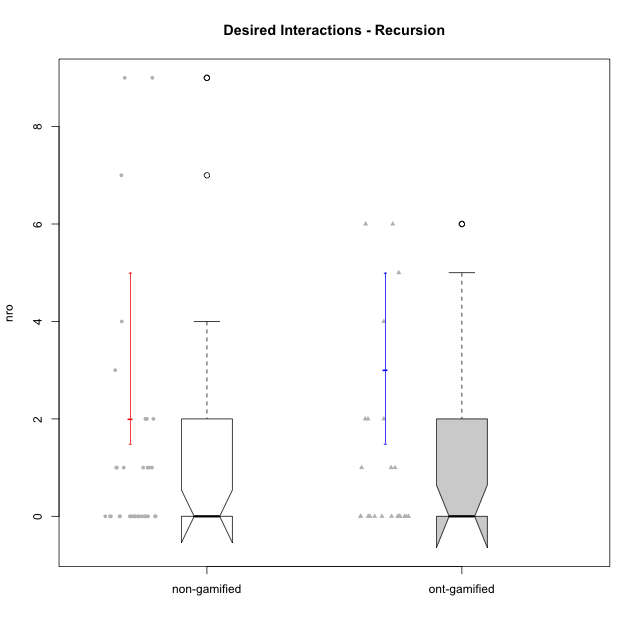 Desired Interactions - Recursion
nro
8
6
4
2
0
non-gamified
ont-gamified